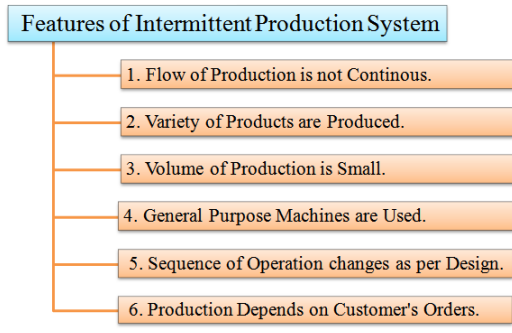 Features of Intermittent Production System
1. Flow of Production is not Continous.
2. Variety of Products are Produced.
3. Volume of Production is Small.
4. General Purpose Machines are Used.
5. Sequence of Operation changes as per Design.
6. Production Depends on Customer's Orders.